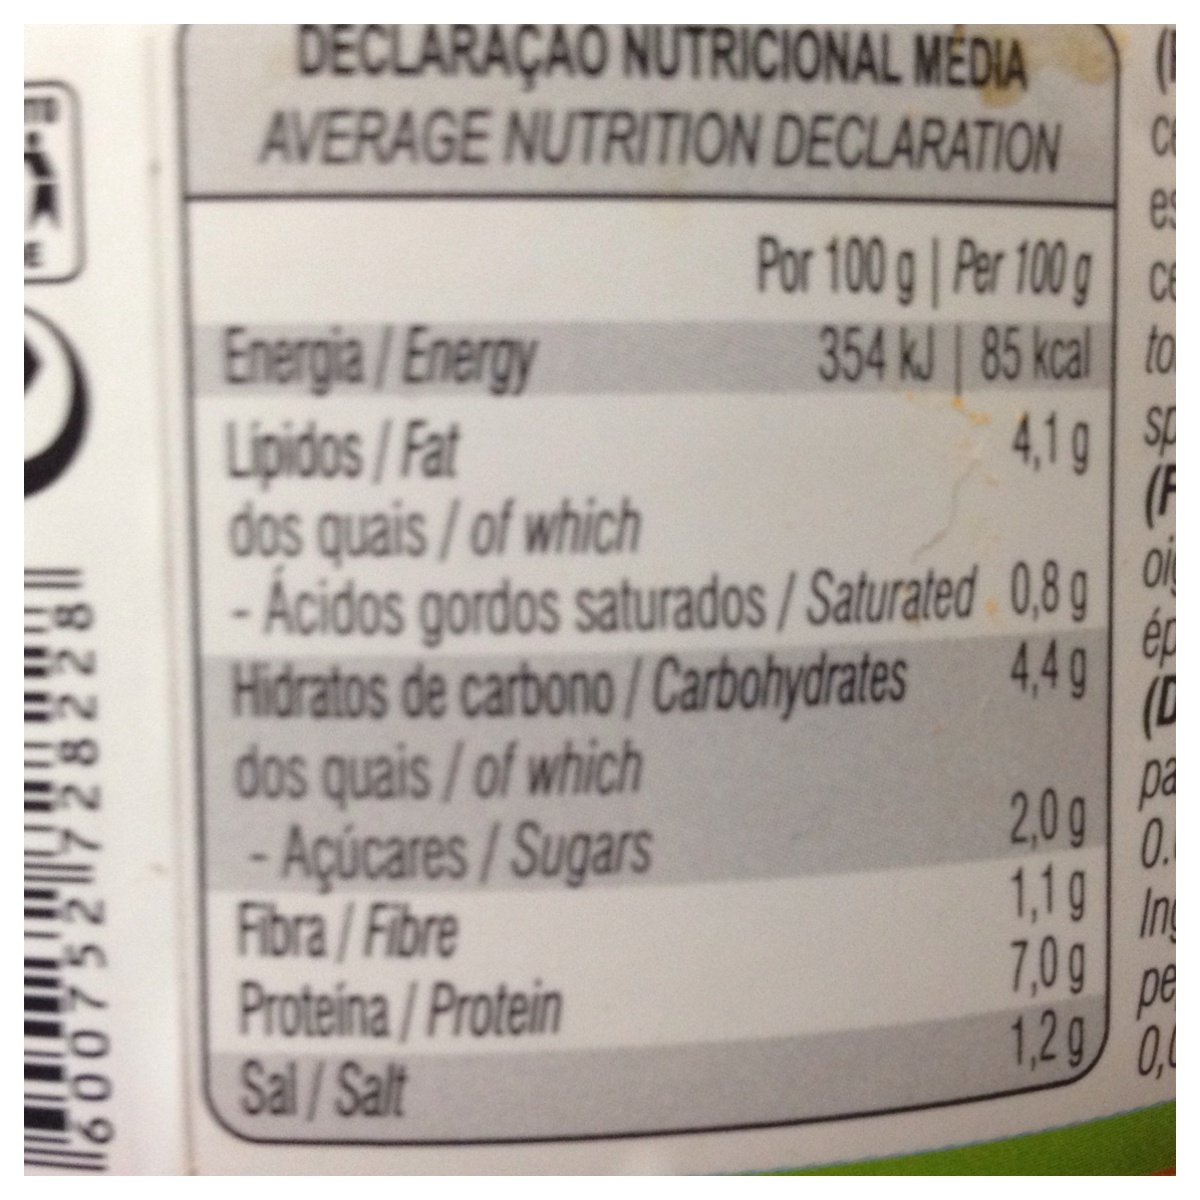 DECLARAÇÃO NUTRICIONAL MÉDIA
AVERAGE NUTRITION DECLARATION
Por 100 g | Per 100 g
Energia / Energy 354 kJ | 85 kcal
Lípidos / Fat 4,1 g
dos quais / of which
- Ácidos gordos saturados / Saturated 0,8 g
Hidratos de carbono / Carbohydrates 4,4 g
dos quais / of which
- Açúcares / Sugars 2,0 g
Fibra / Fibre 1,1 g
Proteína / Protein 7,0 g
Sal / Salt 1,2 g
600752 728228